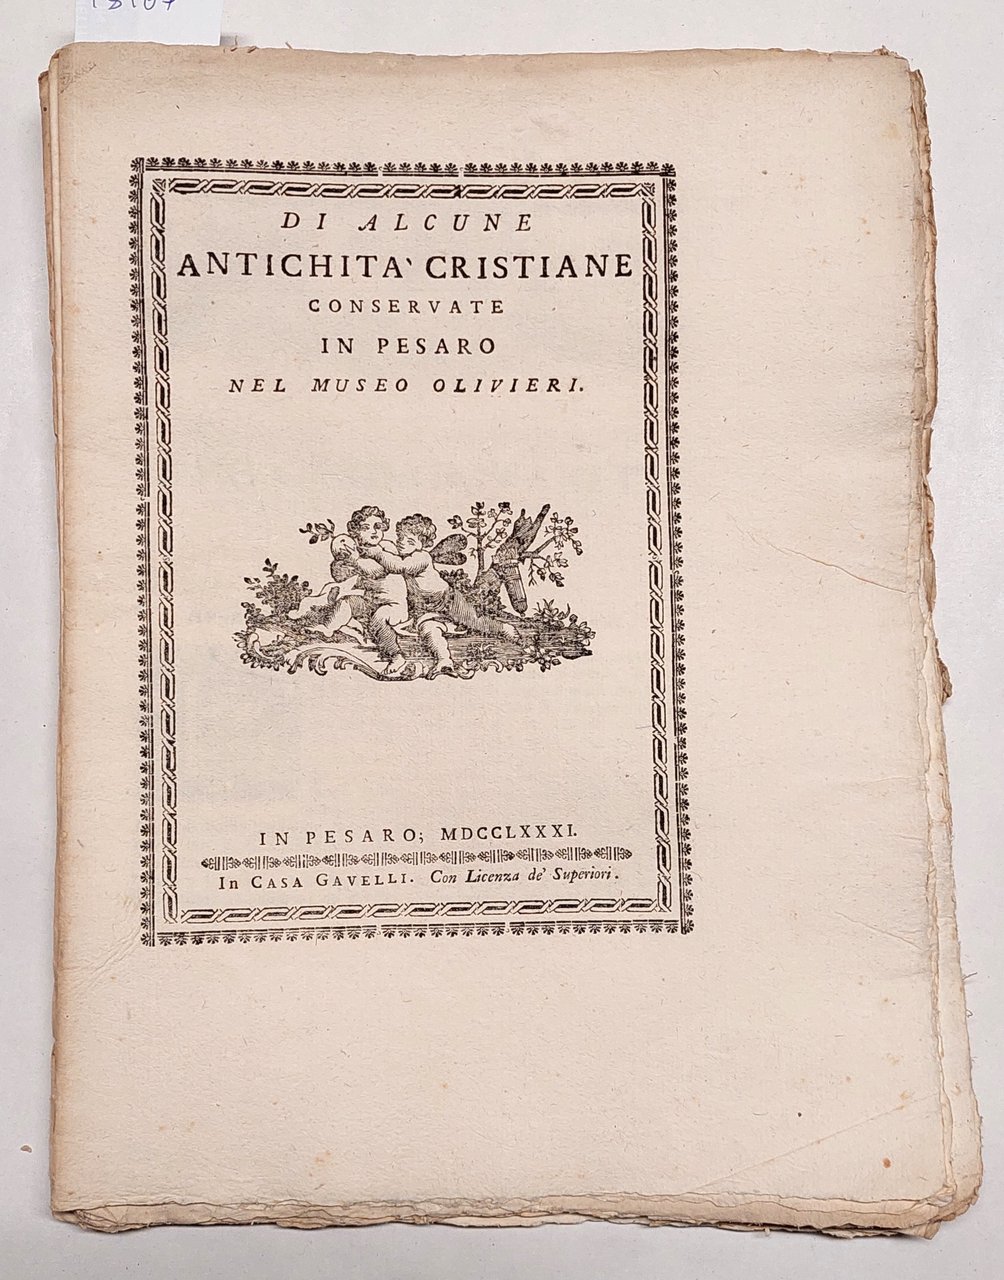 DI ALCUNE
ANTICHITA' CRISTIANE
CONSERVATE
IN PESARO
NEL MUSEO OLIVIERI.
IN PESARO; MDCCLXXXI.
In CASA GAVELLI. Con Licenza de' Superiori.